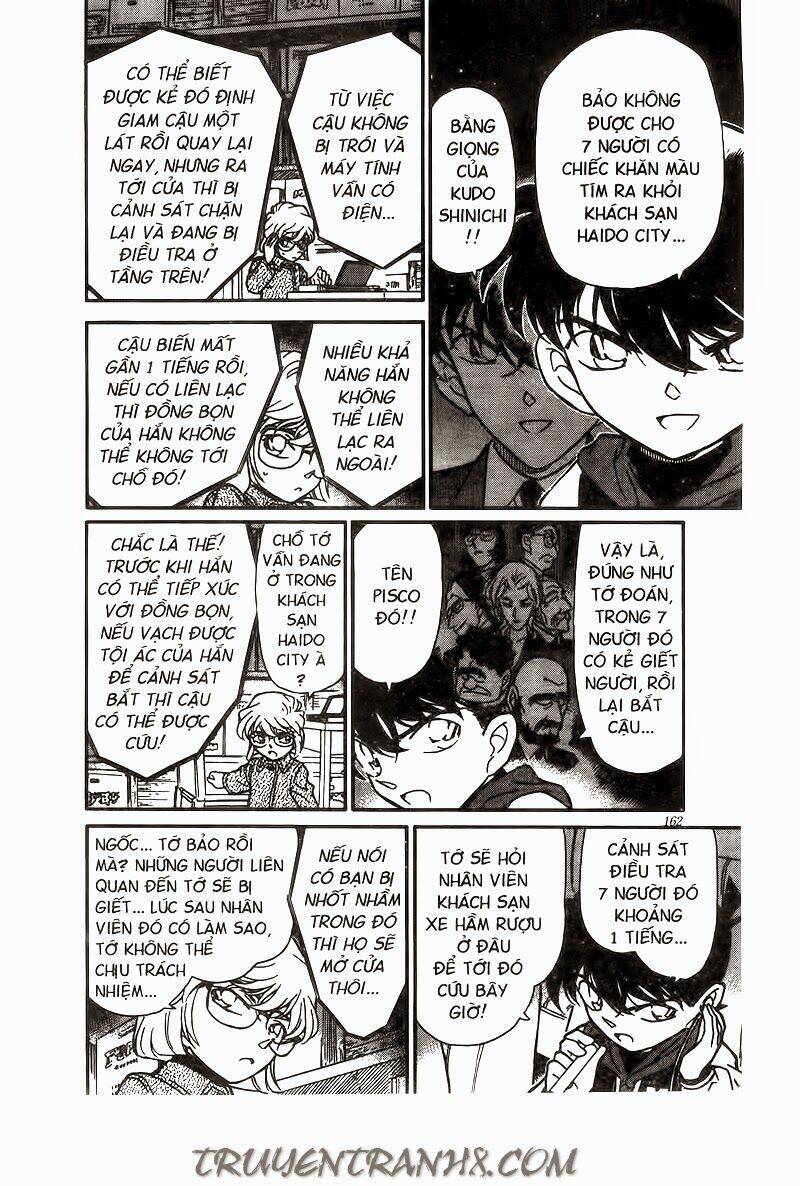 BẢO KHÔNG
ĐƯỢC CHO
7 NGƯỜI CÓ
CHIẾC KHĂN MÀU
TÍM RA KHỎI
KHÁCH SẠN
HAIDO CITY...
BẰNG
GIỌNG
CỦA
KUDO
SHINICHI
!!
TỪ VIỆC
CẬU KHÔNG
BỊ TRÓI VÀ
MÁY TÍNH
VẪN CÓ
ĐIỆN...
CÓ THỂ BIẾT
ĐƯỢC KẺ ĐÓ ĐỊNH
GIAM CẬU MỘT
LÁT RỒI QUAY LẠI
NGAY, NHƯNG RA
TỚI CỬA THÌ BỊ
CẢNH SÁT CHẶN
LẠI VÀ ĐANG BỊ
ĐIỀU TRA Ở
TẦNG TRÊN!
NHIỀU KHẢ
NĂNG HẮN
KHÔNG
THỂ LIÊN
LẠC RA
NGOÀI!
CẬU BIẾN MẤT
GẦN 1 TIẾNG RỒI,
NẾU CÓ LIÊN LẠC
THÌ ĐỒNG BỌN
CỦA HẮN KHÔNG
THỂ KHÔNG TỚI
CHỖ ĐÓ!
VẬY LÀ,
ĐÚNG NHƯ
TỚ ĐOÁN,
TRONG 7
NGƯỜI ĐÓ
CÓ KẺ GIẾT
NGƯỜI, RỒI
LẠI BẮT
CẬU...
TÊN
PISCO
ĐÓ!!
CHỖ TỚ
VẪN ĐANG
Ở TRONG
KHÁCH
SẠN
HAIDO
CITY À
?
CHẮC LÀ THẾ!
TRƯỚC KHI HẮN
CÓ THỂ TIẾP XÚC
VỚI ĐỒNG BỌN,
NẾU VẠCH ĐƯỢC
TỘI ÁC CỦA HẮN
ĐỂ CẢNH SÁT
BẮT THÌ CẬU
CÓ THỂ ĐƯỢC
CỨU!
162
CẢNH SÁT
ĐIỀU TRA
7 NGƯỜI ĐÓ
KHOẢNG
1 TIẾNG...
TỚ SẼ HỎI
NHÂN VIÊN
KHÁCH SẠN
XE HẦM RƯỢU
Ở ĐÂU
ĐỂ TỚI ĐÓ
CỨU BÂY
GIỜ!
NẾU NÓI
CÓ BẠN BỊ
NHỐT NHẦM
TRONG ĐÓ
THÌ HỌ SẼ
MỞ CỬA
THÔI...
NGỐC... TỚ BẢO RỒI
MÀ? NHỮNG NGƯỜI LIÊN
QUAN ĐẾN TỚ SẼ BỊ
GIẾT... LÚC SAU NHÂN
VIÊN ĐÓ CÓ LÀM SAO,
TỚ KHÔNG THỂ
CHỊU TRÁCH
NHIỆM...
TRUYENTRANH8.COM